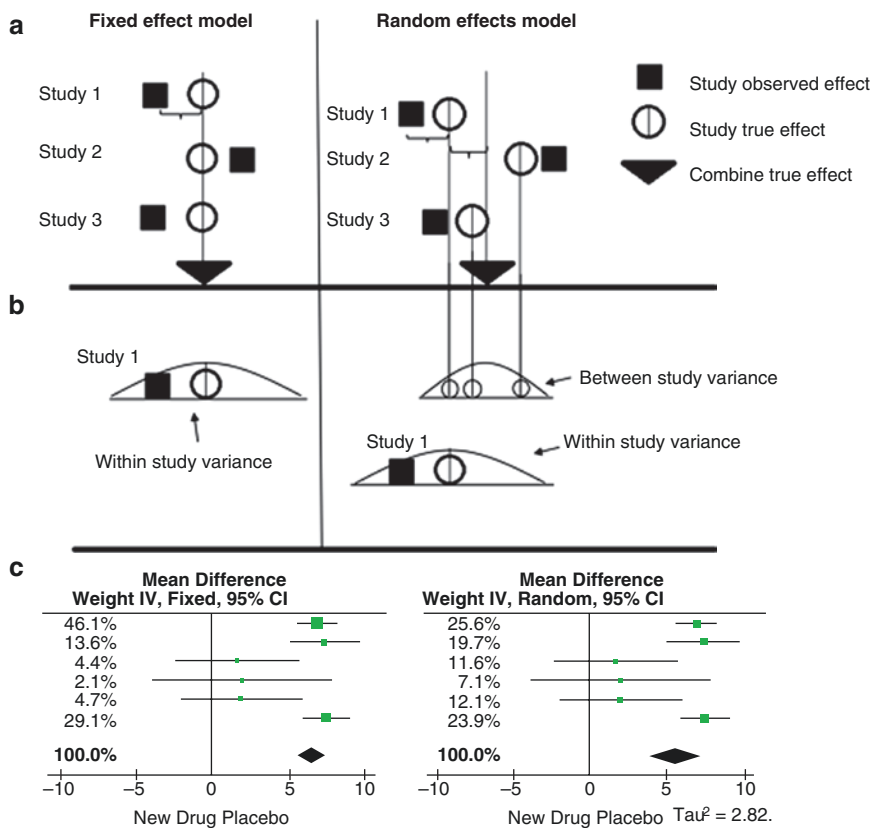 a
Fixed effect model
Random effects model
Study 1
Study 2
Study 3
Study 1
Study 2
Study 3
Study observed effect
Study true effect
Combine true effect
b
Study 1
Within study variance
Between study variance
Study 1
Within study variance
c
Mean Difference
Weight IV, Fixed, 95% CI
46.1%
13.6%
4.4%
2.1%
4.7%
29.1%
100.0%
−10 −5 0 5 10
New Drug Placebo
Mean Difference
Weight IV, Random, 95% CI
25.6%
19.7%
11.6%
7.1%
12.1%
23.9%
100.0%
−10 −5 0 5 10
New Drug Placebo Tau² = 2.82.